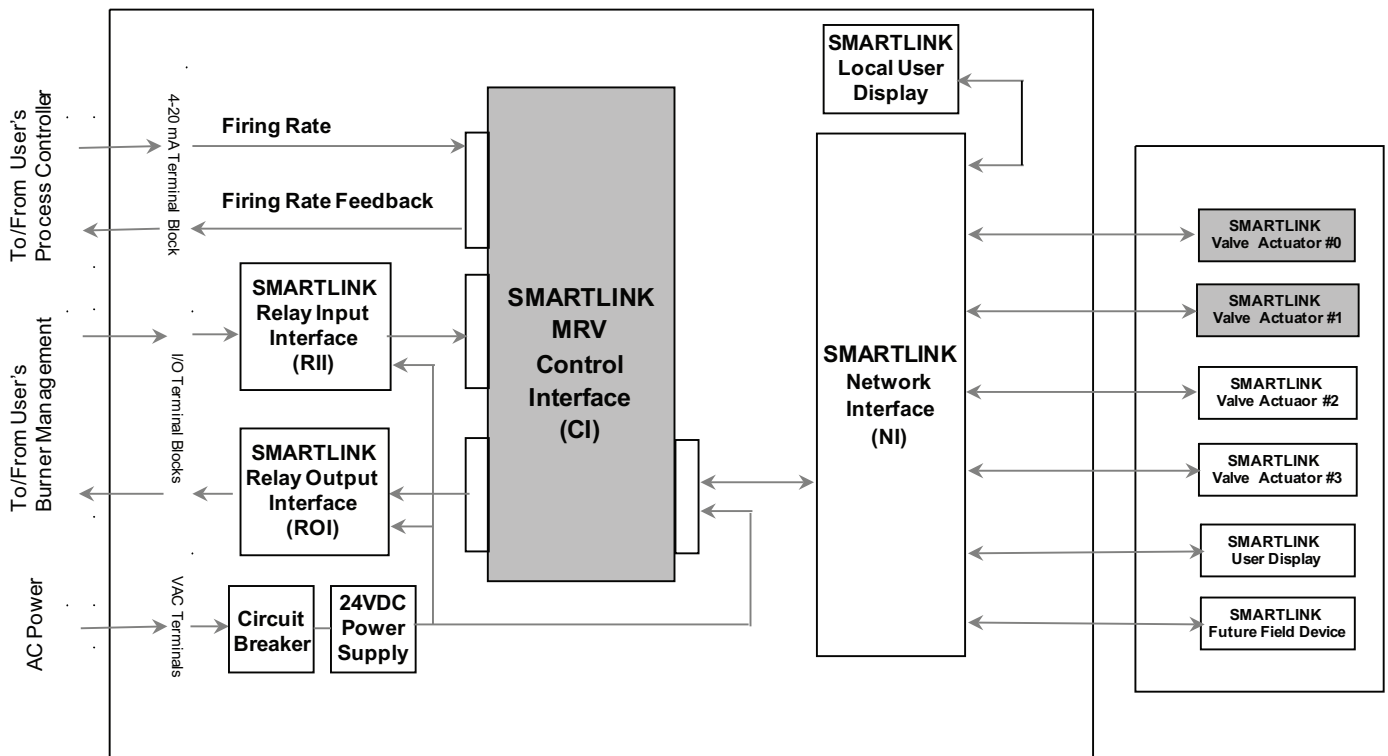 To/From User's
Process Controller
4-20 mA Terminal Block
Firing Rate
Firing Rate Feedback
To/From User's
Burner Management
I/O Terminal Blocks
SMARTLINK
Relay Input
Interface
(RII)
SMARTLINK
Relay Output
Interface
(ROI)
AC Power
VAC Terminals
Circuit
Breaker
24VDC
Power
Supply
SMARTLINK
MRV
Control
Interface
(CI)
SMARTLINK
Local User
Display
SMARTLINK
Network
Interface
(NI)
SMARTLINK
Valve Actuator #0
SMARTLINK
Valve Actuator #1
SMARTLINK
Valve Actuaor #2
SMARTLINK
Valve Actuator #3
SMARTLINK
User Display
SMARTLINK
Future Field Device